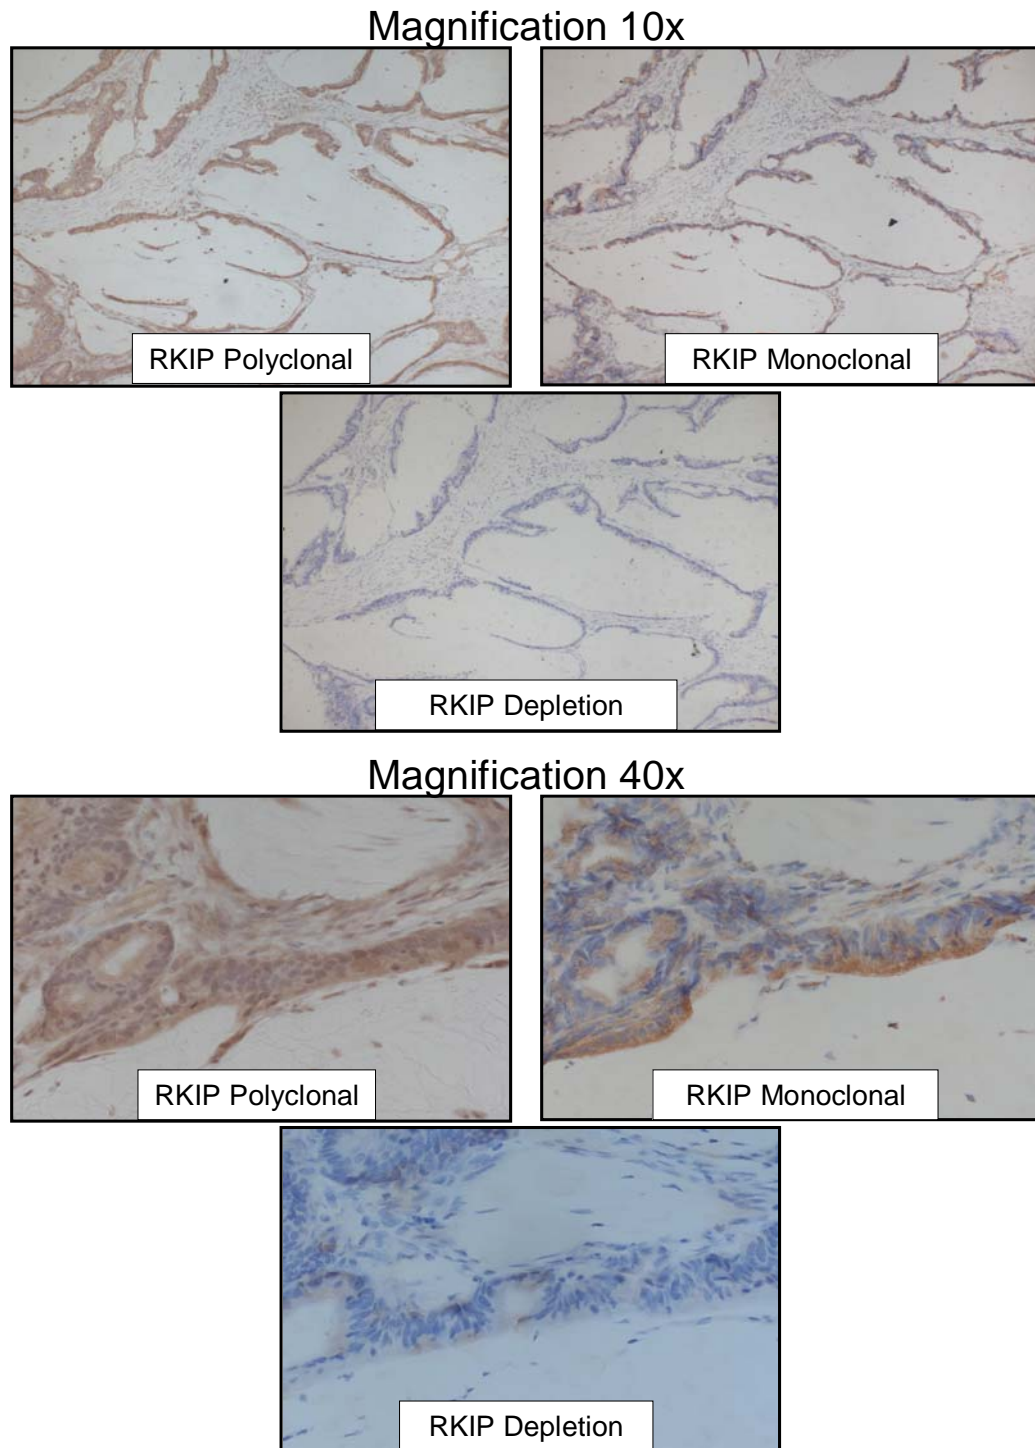 Magnification 10x
RKIP Polyclonal
RKIP Monoclonal
RKIP Depletion
Magnification 40x
RKIP Polyclonal
RKIP Monoclonal
RKIP Depletion